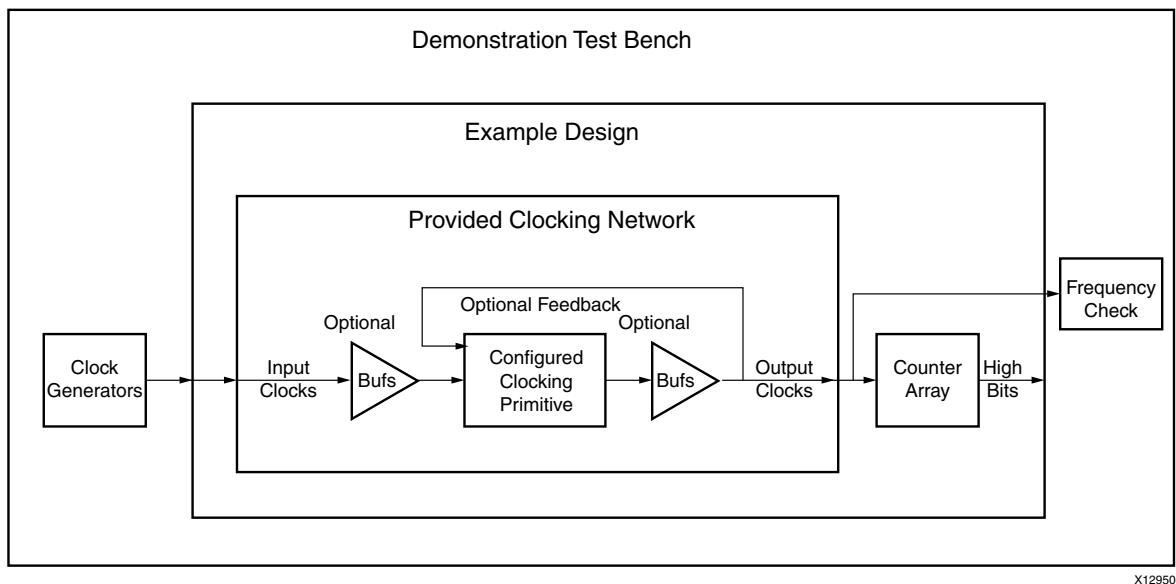 Demonstration Test Bench
Example Design
Provided Clocking Network
Frequency
Check
Optional Feedback
Optional
Optional
Clock
Generators
Input
Clocks
Bufs
Configured
Clocking
Primitive
Bufs
Output
Clocks
Counter
Array
High
Bits
X12950